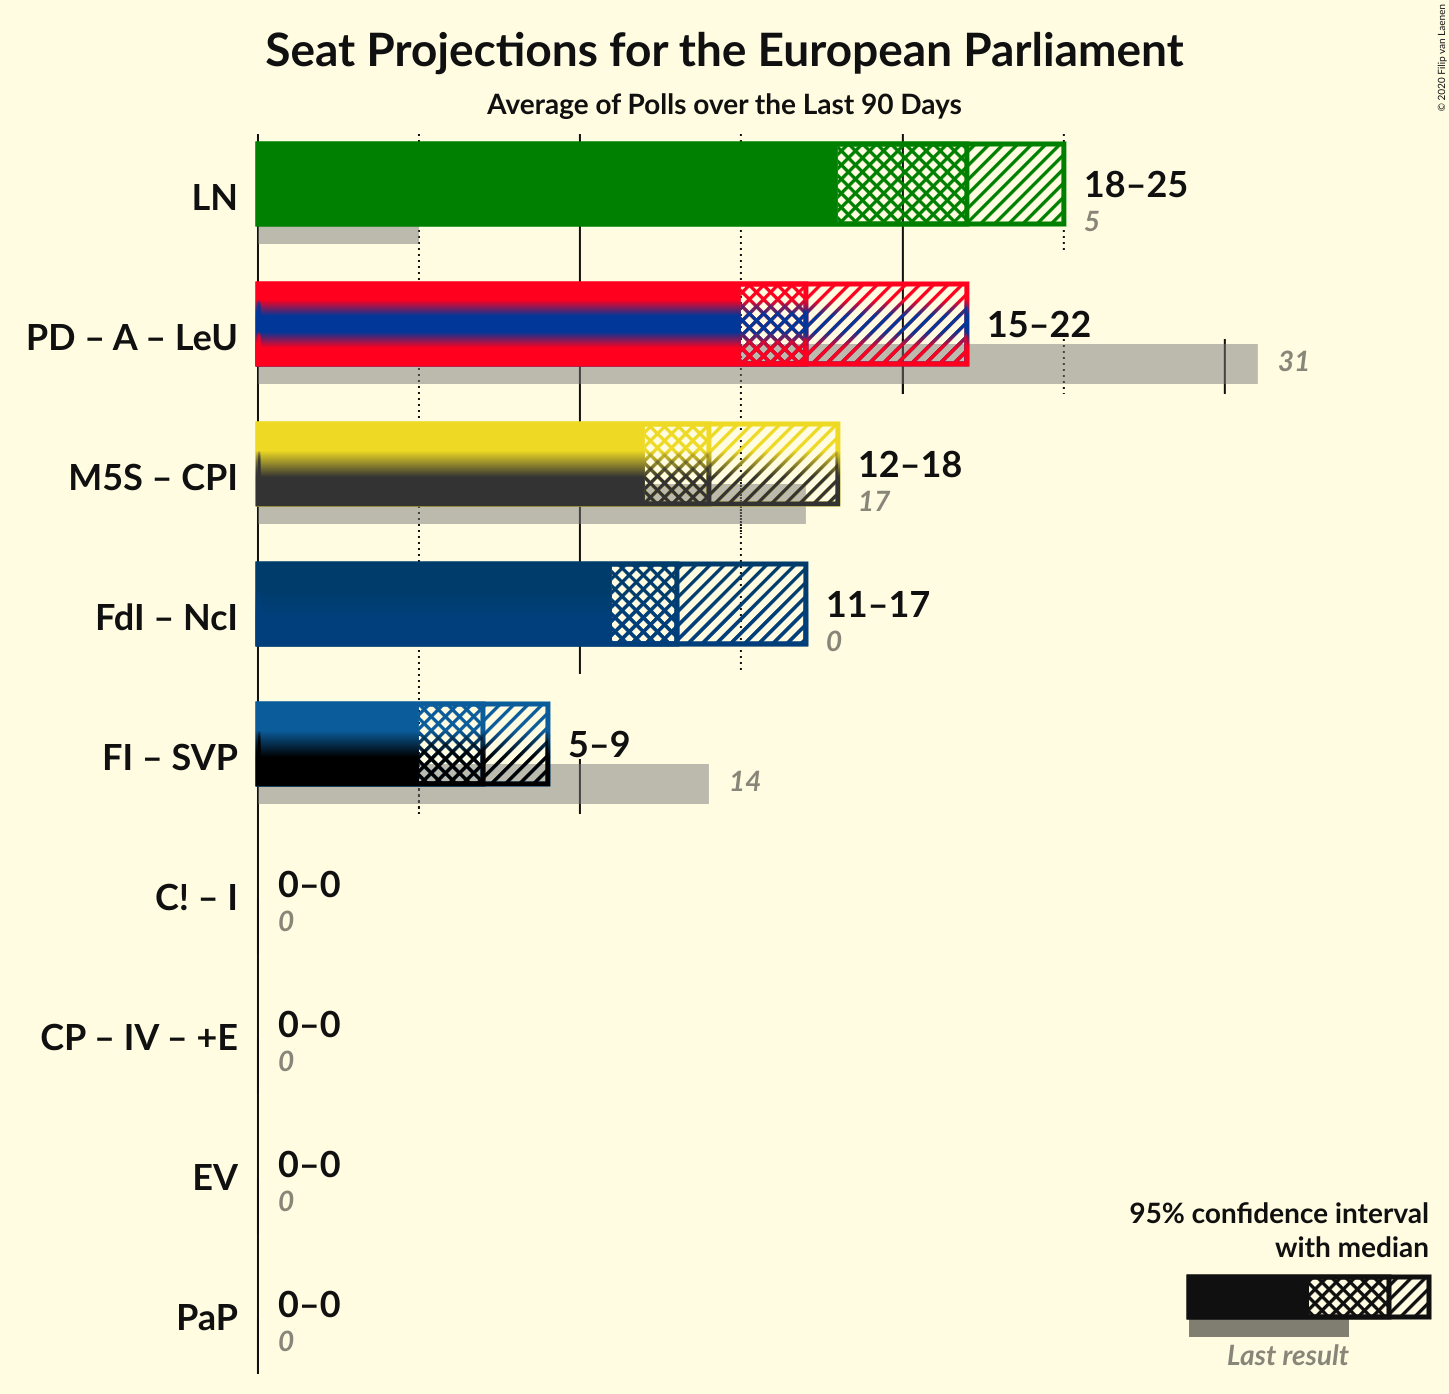 Seat Projections for the European Parliament
Average of Polls over the Last 90 Days
© 2020 Filip van Laenen
LN
18–25
5
PD – A – LeU
15–22
31
M5S – CPI
12–18
17
FdI – NcI
11–17
0
FI – SVP
5–9
14
C! – I
0–0
0
CP – IV – +E
0–0
0
EV
0–0
0
PaP
0–0
0
95% confidence interval
with median
Last result